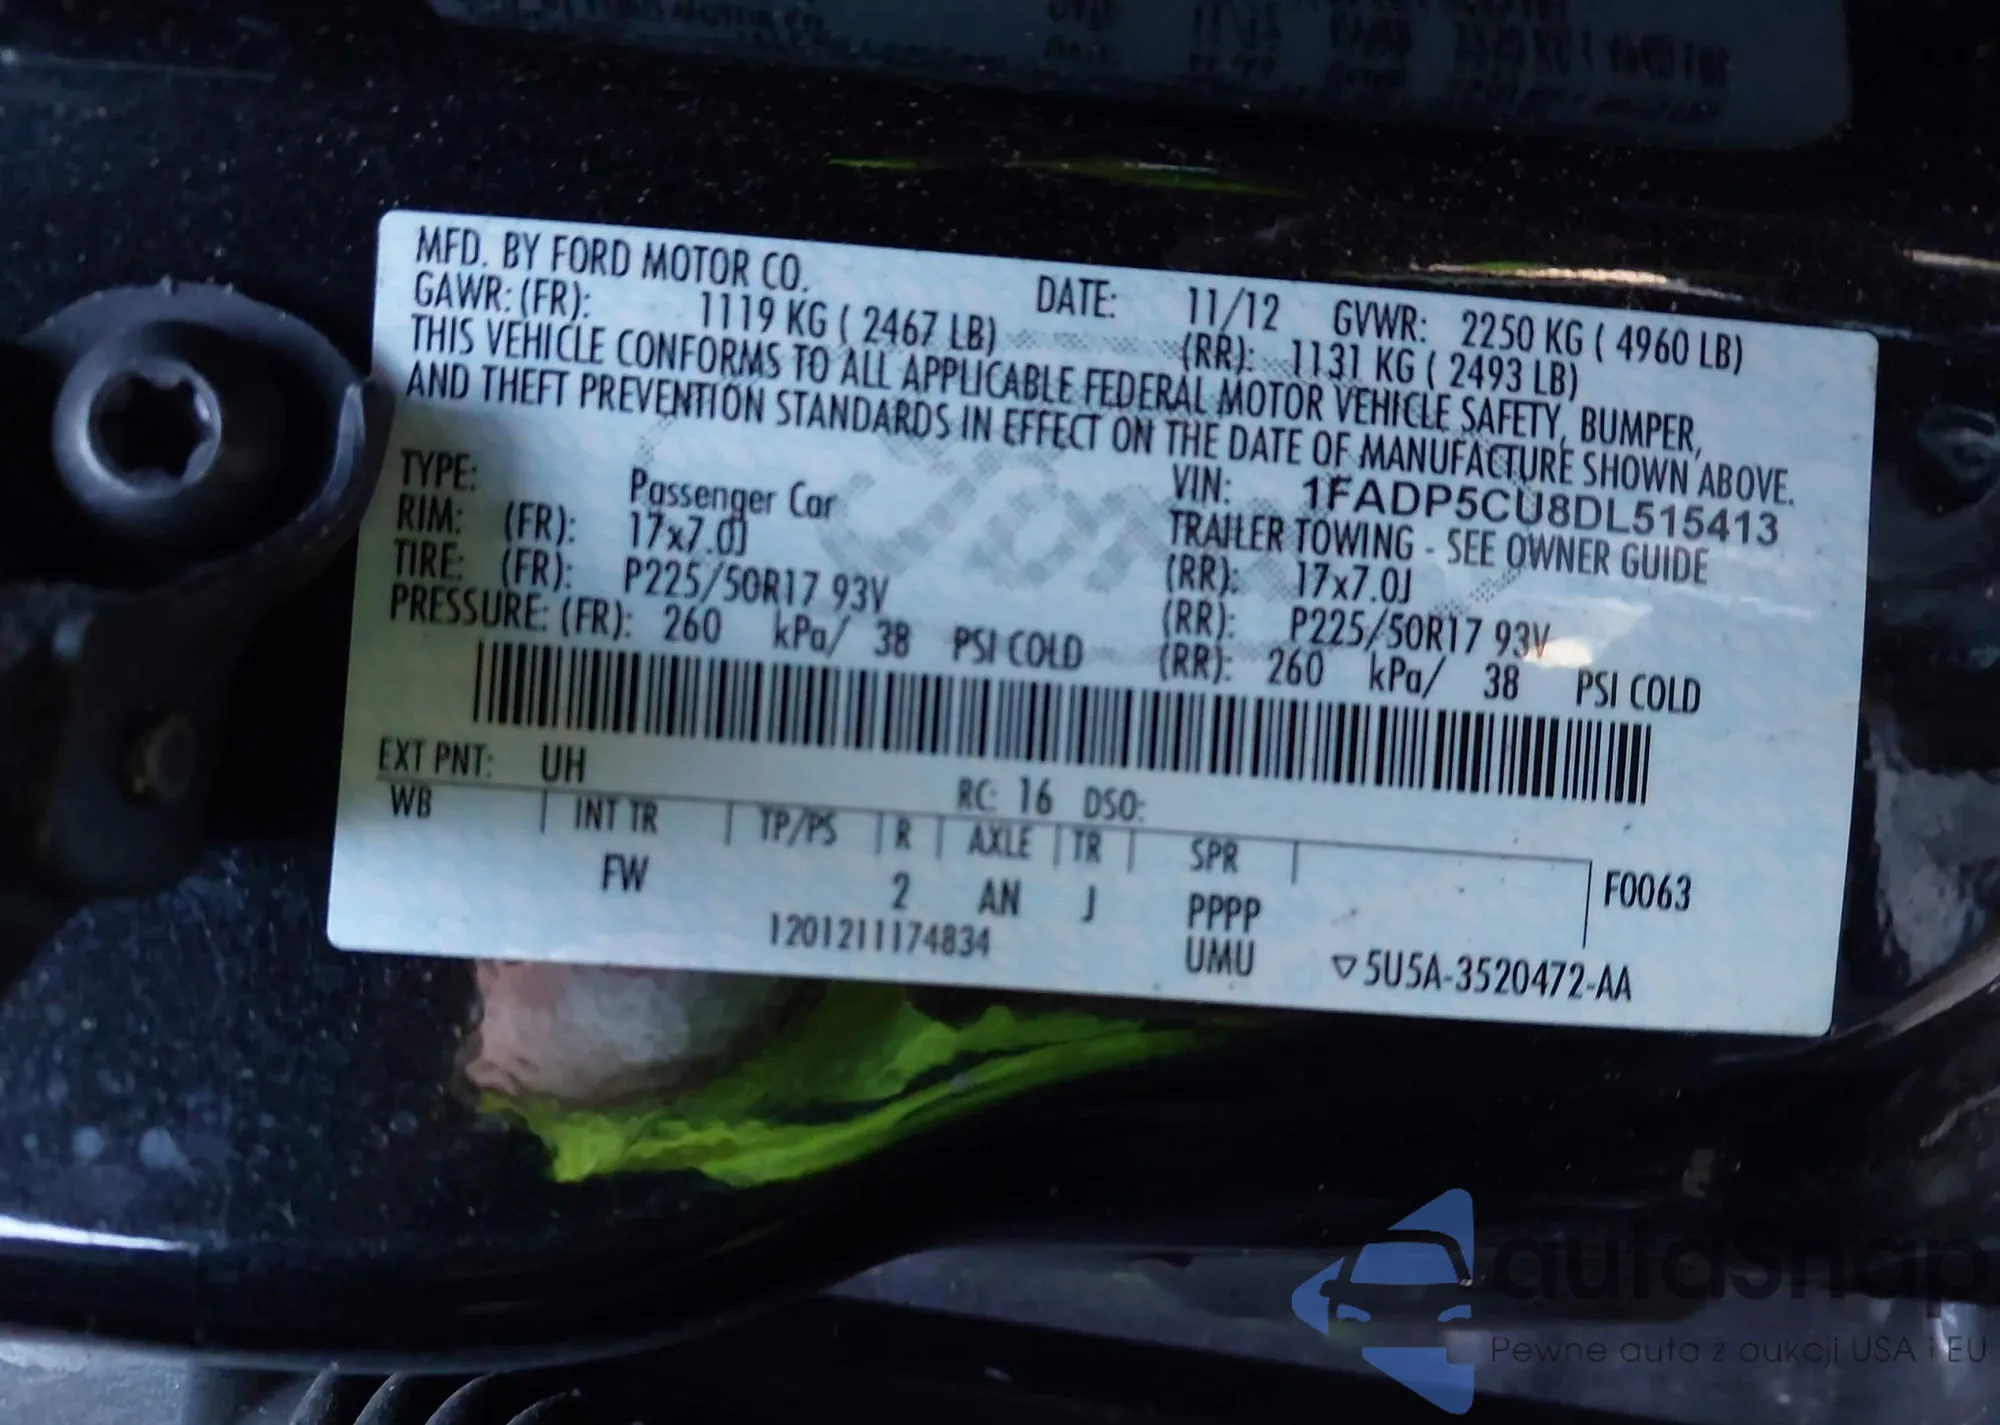 MFD. BY FORD MOTOR CO. DATE: 11/12 GVWR: 2250 KG ( 4960 LB)
GAWR: (FR): 1119 KG ( 2467 LB) (RR): 1131 KG ( 2493 LB)
THIS VEHICLE CONFORMS TO ALL APPLICABLE FEDERAL MOTOR VEHICLE SAFETY, BUMPER,
AND THEFT PREVENTION STANDARDS IN EFFECT ON THE DATE OF MANUFACTURE SHOWN ABOVE.
VIN: 1FADP5CU8DL515413
TYPE: Passenger Car TRAILER TOWING - SEE OWNER GUIDE
RIM: (FR): 17x7.0J (RR): 17x7.0J
TIRE: (FR): P225/50R17 93V (RR): P225/50R17 93V
PRESSURE: (FR): 260 kPa/ 38 PSI COLD (RR): 260 kPa/ 38 PSI COLD
EXT PNT: UH RC: 16 DSO:
WB INT TR TP/PS R AXLE TR SPR
FW 2 AN J PPPP F0063
1201211174834 UMU ▽5U5A-3520472-AA
autasnap
Pewne auta z aukcji USA i EU